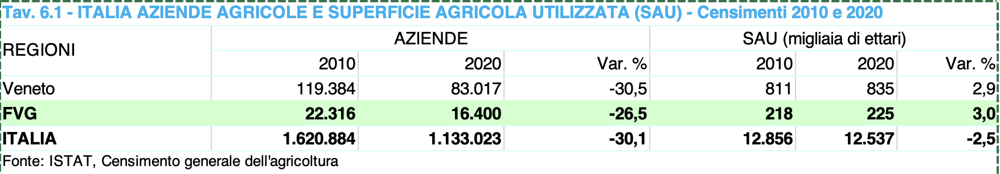 Tav. 6.1 - ITALIA AZIENDE AGRICOLE E SUPERFICIE AGRICOLA UTILIZZATA (SAU) - Censimenti 2010 e 2020
REGIONI AZIENDE SAU (migliaia di ettari)
2010 2020 Var. % 2010 2020 Var. %
Veneto 119.384 83.017 -30,5 811 835 2,9
FVG 22.316 16.400 -26,5 218 225 3,0
ITALIA 1.620.884 1.133.023 -30,1 12.856 12.537 -2,5
Fonte: ISTAT, Censimento generale dell'agricoltura